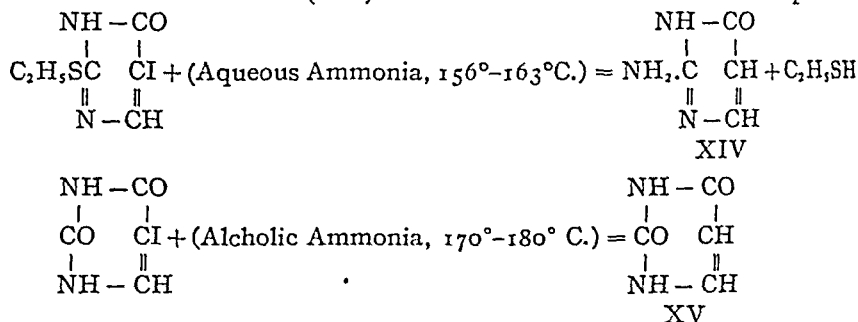 NH – CO NH – CO
C₂H₅SC CI + (Aqueous Ammonia, 156°–163°C.) = NH₂.C CH + C₂H₅SH
N – CH N – CH
XIV
NH – CO NH – CO
CO CI + (Alcholic Ammonia, 170°–180° C.) = CO CH
NH – CH NH – CH
XV